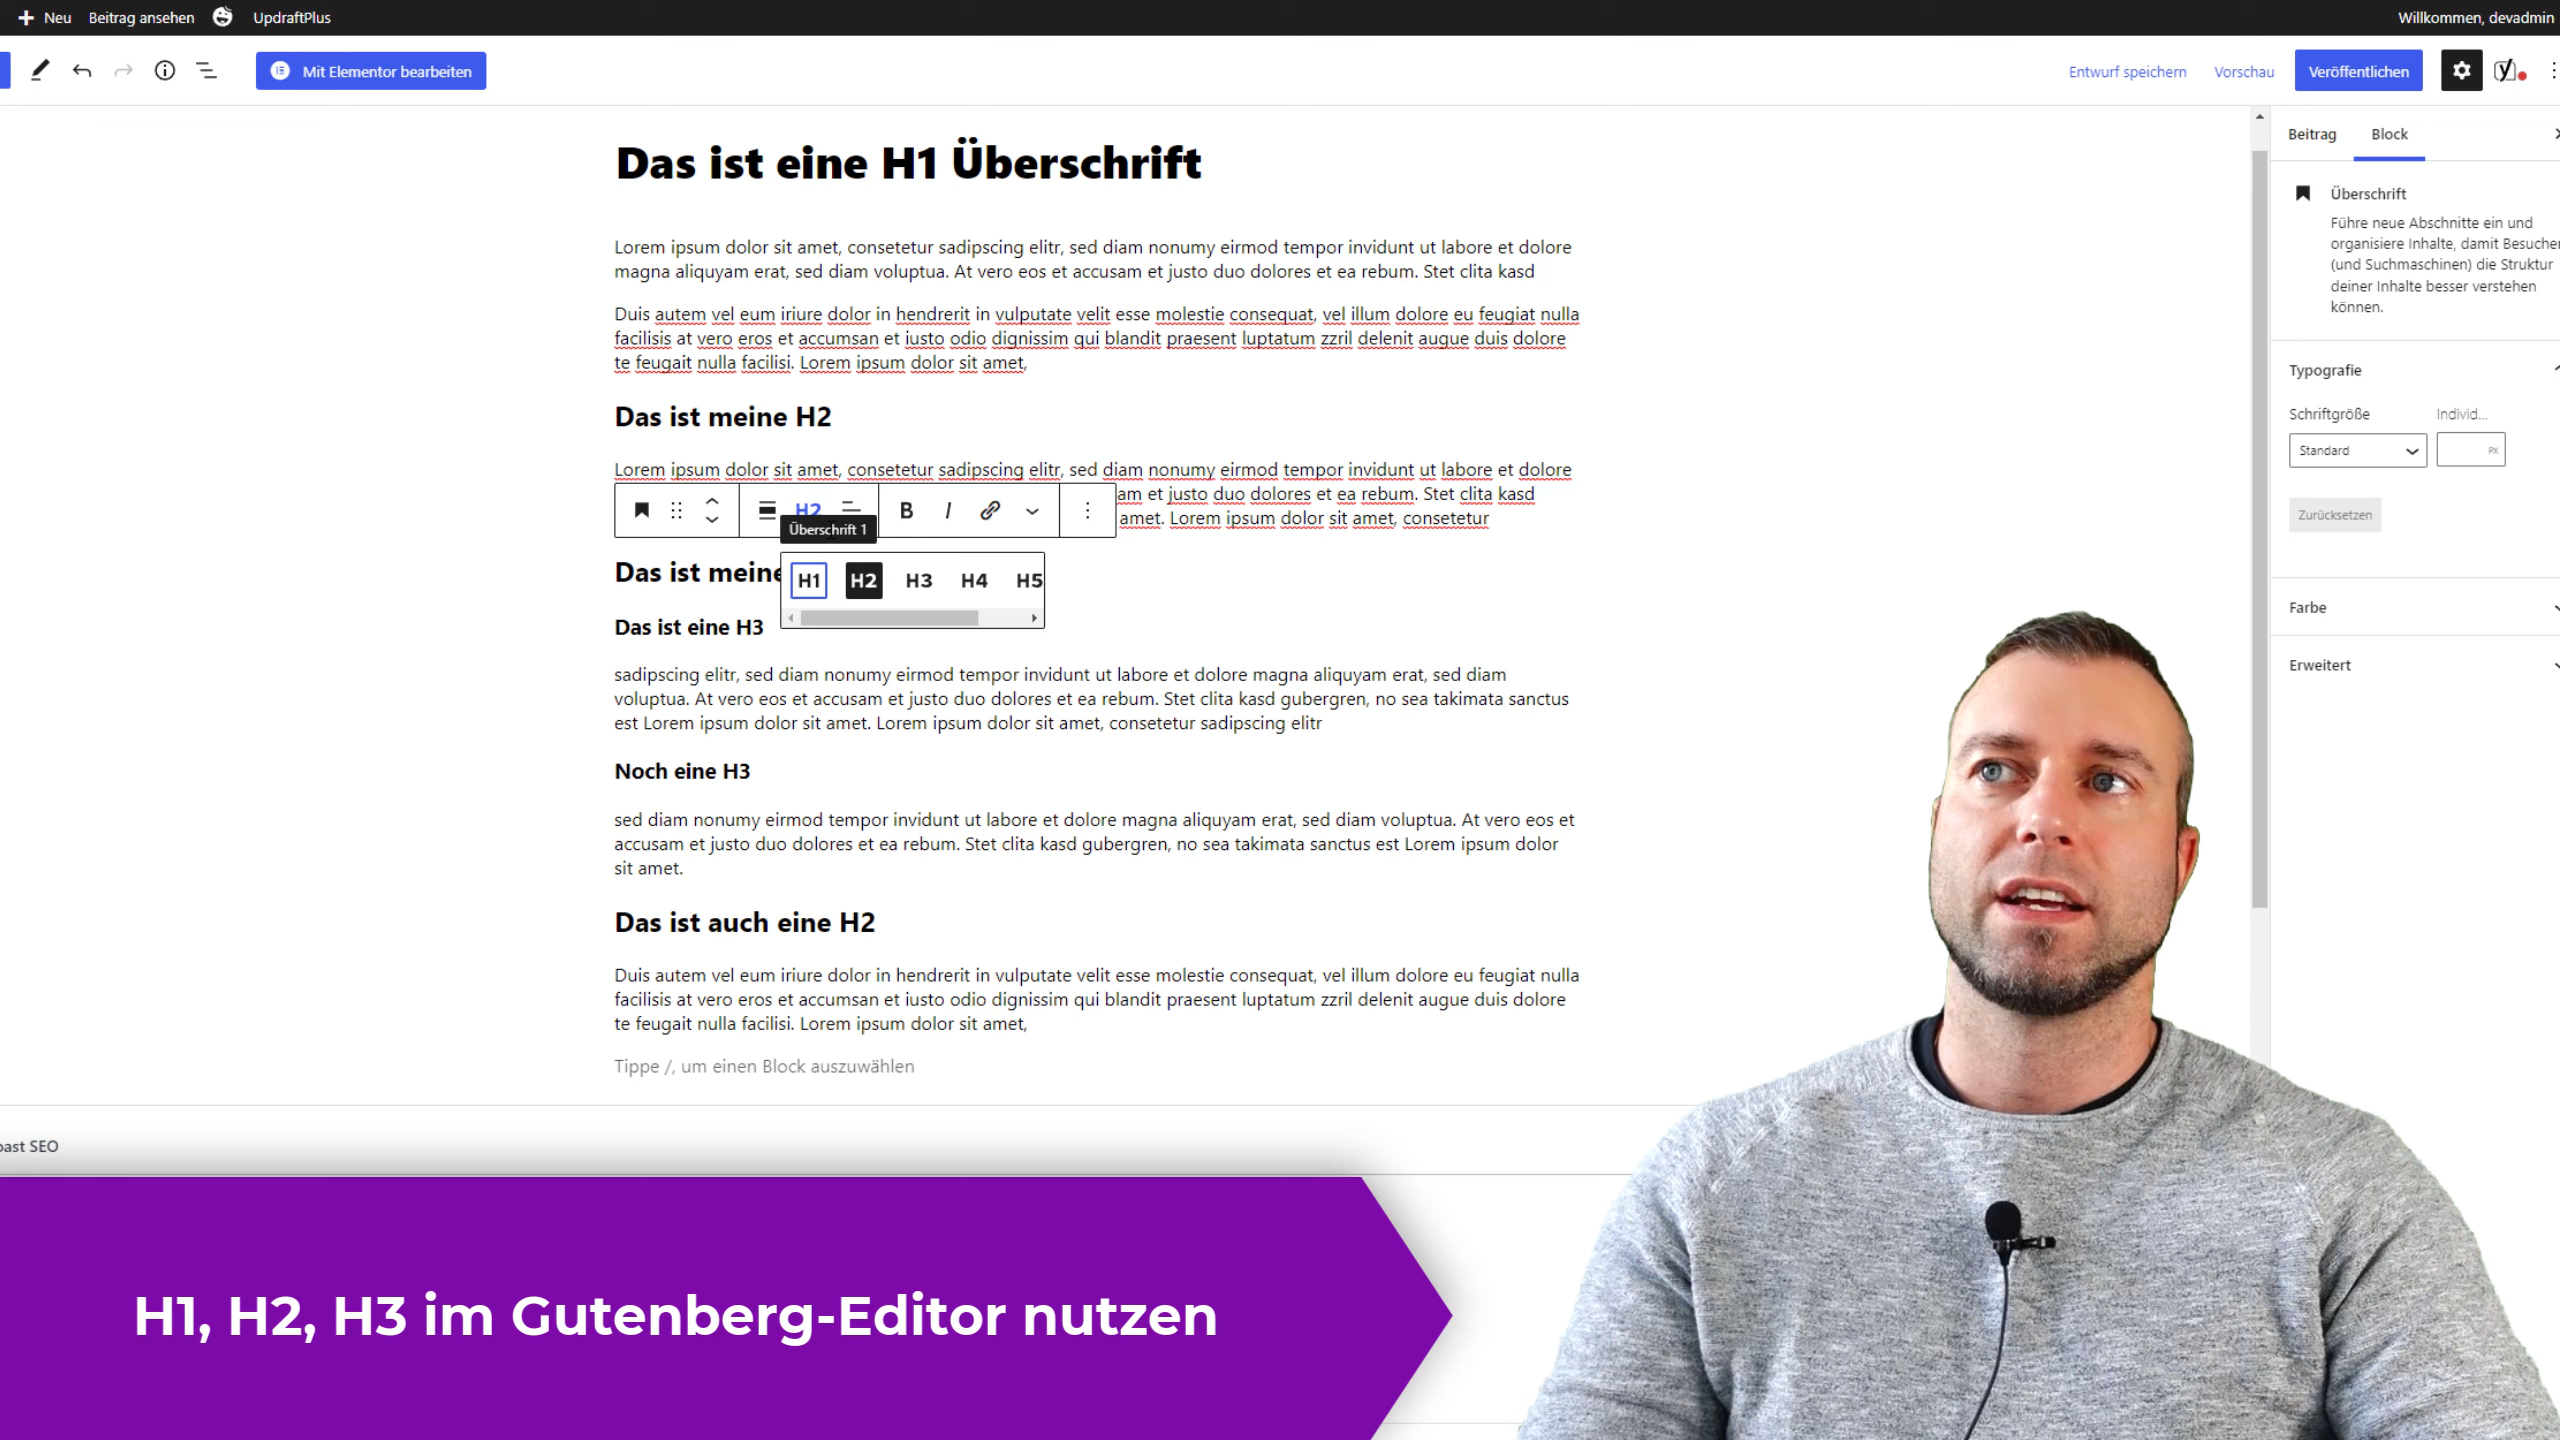 Neu Beitrag ansehen UpdraftPlus Willkommen, devadmin
Mit Elementor bearbeiten Entwurf speichern Vorschau Veröffentlichen
Beitrag Block
Das ist eine H1 Überschrift
Überschrift
Führe neue Abschnitte ein und
organisiere Inhalte, damit Besucher
(und Suchmaschinen) die Struktur
deiner Inhalte besser verstehen
können.
Lorem ipsum dolor sit amet, consetetur sadipscing elitr, sed diam nonumy eirmod tempor invidunt ut labore et dolore
magna aliquyam erat, sed diam voluptua. At vero eos et accusam et justo duo dolores et ea rebum. Stet clita kasd
Duis autem vel eum iriure dolor in hendrerit in vulputate velit esse molestie consequat, vel illum dolore eu feugiat nulla
facilisis at vero eros et accumsan et iusto odio dignissim qui blandit praesent luptatum zzril delenit augue duis dolore
te feugait nulla facilisi. Lorem ipsum dolor sit amet,
Typografie
Schriftgröße Individ...
Standard PX
Zurücksetzen
Farbe
Erweitert
Das ist meine H2
Lorem ipsum dolor sit amet, consetetur sadipscing elitr, sed diam nonumy eirmod tempor invidunt ut labore et dolore
am et justo duo dolores et ea rebum. Stet clita kasd
amet. Lorem ipsum dolor sit amet, consetetur
H2 B I
Überschrift 1
Das ist meine
H1 H2 H3 H4 H5
Das ist eine H3
sadipscing elitr, sed diam nonumy eirmod tempor invidunt ut labore et dolore magna aliquyam erat, sed diam
voluptua. At vero eos et accusam et justo duo dolores et ea rebum. Stet clita kasd gubergren, no sea takimata sanctus
est Lorem ipsum dolor sit amet. Lorem ipsum dolor sit amet, consetetur sadipscing elitr
Noch eine H3
sed diam nonumy eirmod tempor invidunt ut labore et dolore magna aliquyam erat, sed diam voluptua. At vero eos et
accusam et justo duo dolores et ea rebum. Stet clita kasd gubergren, no sea takimata sanctus est Lorem ipsum dolor
sit amet.
Das ist auch eine H2
Duis autem vel eum iriure dolor in hendrerit in vulputate velit esse molestie consequat, vel illum dolore eu feugiat nulla
facilisis at vero eros et accumsan et iusto odio dignissim qui blandit praesent luptatum zzril delenit augue duis dolore
te feugait nulla facilisi. Lorem ipsum dolor sit amet,
Tippe /, um einen Block auszuwählen
oast SEO
H1, H2, H3 im Gutenberg-Editor nutzen